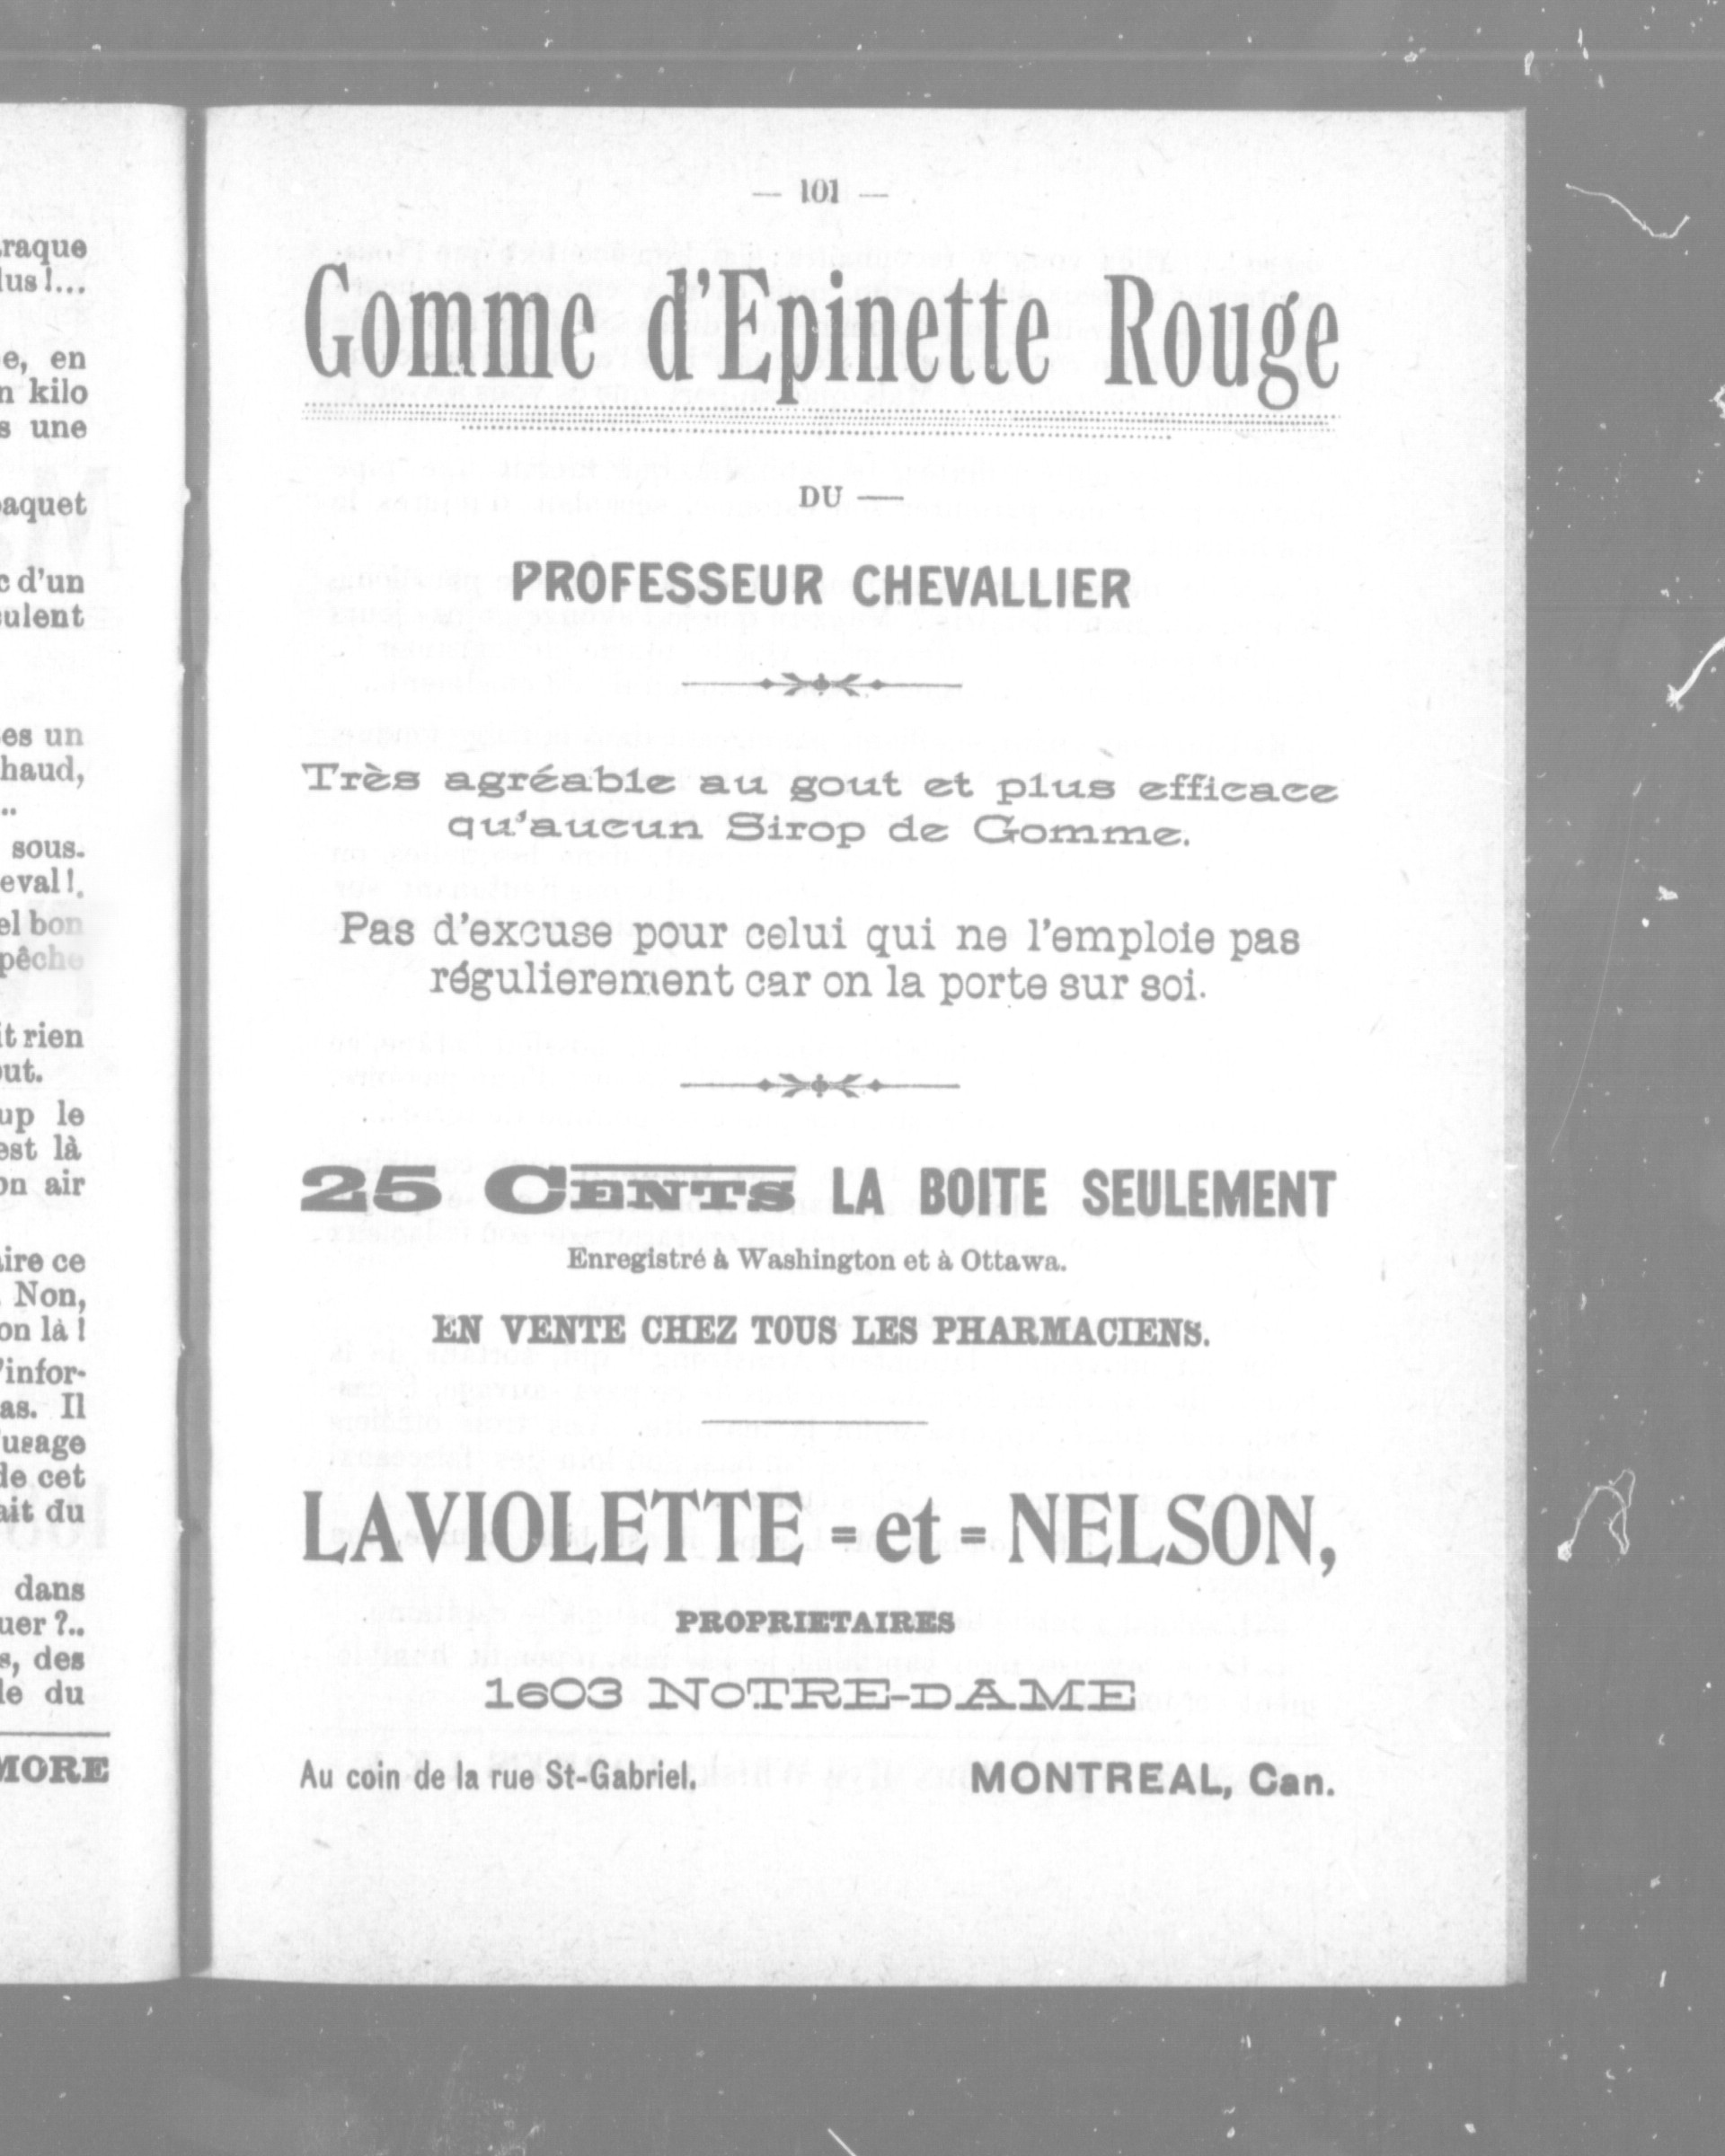 — 101 —
Gomme d'Epinette Rouge
DU —
PROFESSEUR CHEVALLIER
Très agréable au gout et plus efficace
qu'aucun Sirop de Gomme.
Pas d'excuse pour celui qui ne l'emploie pas
régulierement car on la porte sur soi.
25 CENTS LA BOITE SEULEMENT
Enregistré à Washington et à Ottawa.
EN VENTE CHEZ TOUS LES PHARMACIENS.
LAVIOLETTE = et = NELSON,
PROPRIETAIRES
1603 NOTRE-DAME
Au coin de la rue St-Gabriel. MONTREAL, Can.